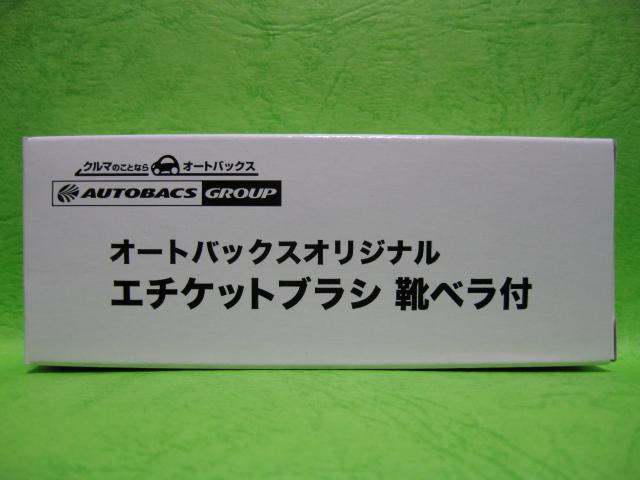 クルマのことなら オートバックス
AUTOBACS GROUP
オートバックスオリジナル
エチケットブラシ 靴ベラ付